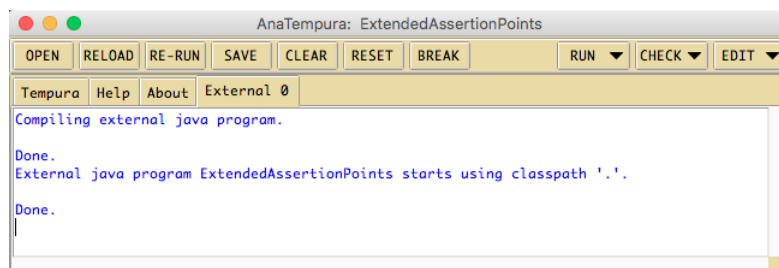 AnaTempura: ExtendedAssertionPoints
OPEN RELOAD RE-RUN SAVE CLEAR RESET BREAK RUN CHECK EDIT
Tempura Help About External 0
Compiling external java program.
Done.
External java program ExtendedAssertionPoints starts using classpath '.'.
Done.